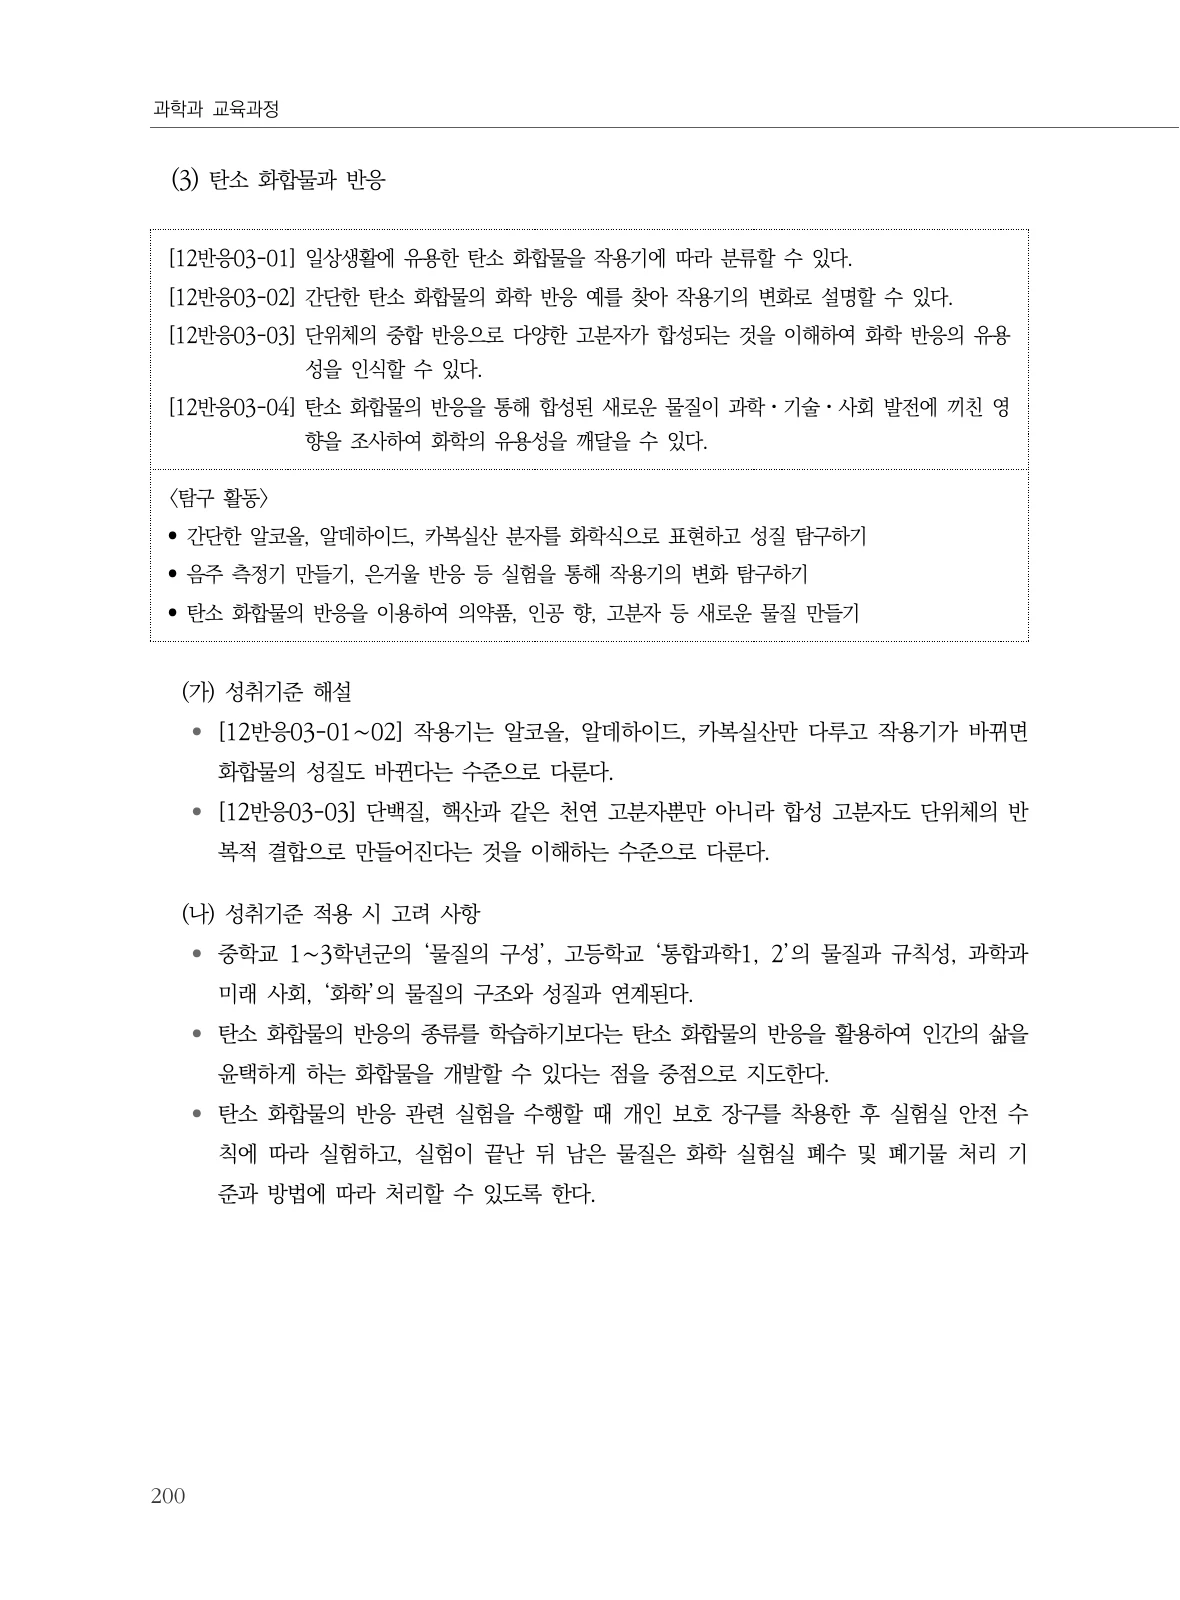 과학과 교육과정
(3) 탄소 화합물과 반응
[12반응03-01] 일상생활에 유용한 탄소 화합물을 작용기에 따라 분류할 수 있다.
[12반응03-02] 간단한 탄소 화합물의 화학 반응 예를 찾아 작용기의 변화로 설명할 수 있다.
[12반응03-03] 단위체의 중합 반응으로 다양한 고분자가 합성되는 것을 이해하여 화학 반응의 유용
성을 인식할 수 있다.
[12반응03-04] 탄소 화합물의 반응을 통해 합성된 새로운 물질이 과학・기술・사회 발전에 끼친 영
향을 조사하여 화학의 유용성을 깨달을 수 있다.
〈탐구 활동〉
• 간단한 알코올, 알데하이드, 카복실산 분자를 화학식으로 표현하고 성질 탐구하기
• 음주 측정기 만들기, 은거울 반응 등 실험을 통해 작용기의 변화 탐구하기
• 탄소 화합물의 반응을 이용하여 의약품, 인공 향, 고분자 등 새로운 물질 만들기
(가) 성취기준 해설
• [12반응03-01~02] 작용기는 알코올, 알데하이드, 카복실산만 다루고 작용기가 바뀌면
화합물의 성질도 바뀐다는 수준으로 다룬다.
• [12반응03-03] 단백질, 핵산과 같은 천연 고분자뿐만 아니라 합성 고분자도 단위체의 반
복적 결합으로 만들어진다는 것을 이해하는 수준으로 다룬다.
(나) 성취기준 적용 시 고려 사항
• 중학교 1~3학년군의 ‘물질의 구성’, 고등학교 ‘통합과학1, 2’의 물질과 규칙성, 과학과
미래 사회, ‘화학’의 물질의 구조와 성질과 연계된다.
• 탄소 화합물의 반응의 종류를 학습하기보다는 탄소 화합물의 반응을 활용하여 인간의 삶을
윤택하게 하는 화합물을 개발할 수 있다는 점을 중점으로 지도한다.
• 탄소 화합물의 반응 관련 실험을 수행할 때 개인 보호 장구를 착용한 후 실험실 안전 수
칙에 따라 실험하고, 실험이 끝난 뒤 남은 물질은 화학 실험실 폐수 및 폐기물 처리 기
준과 방법에 따라 처리할 수 있도록 한다.
200